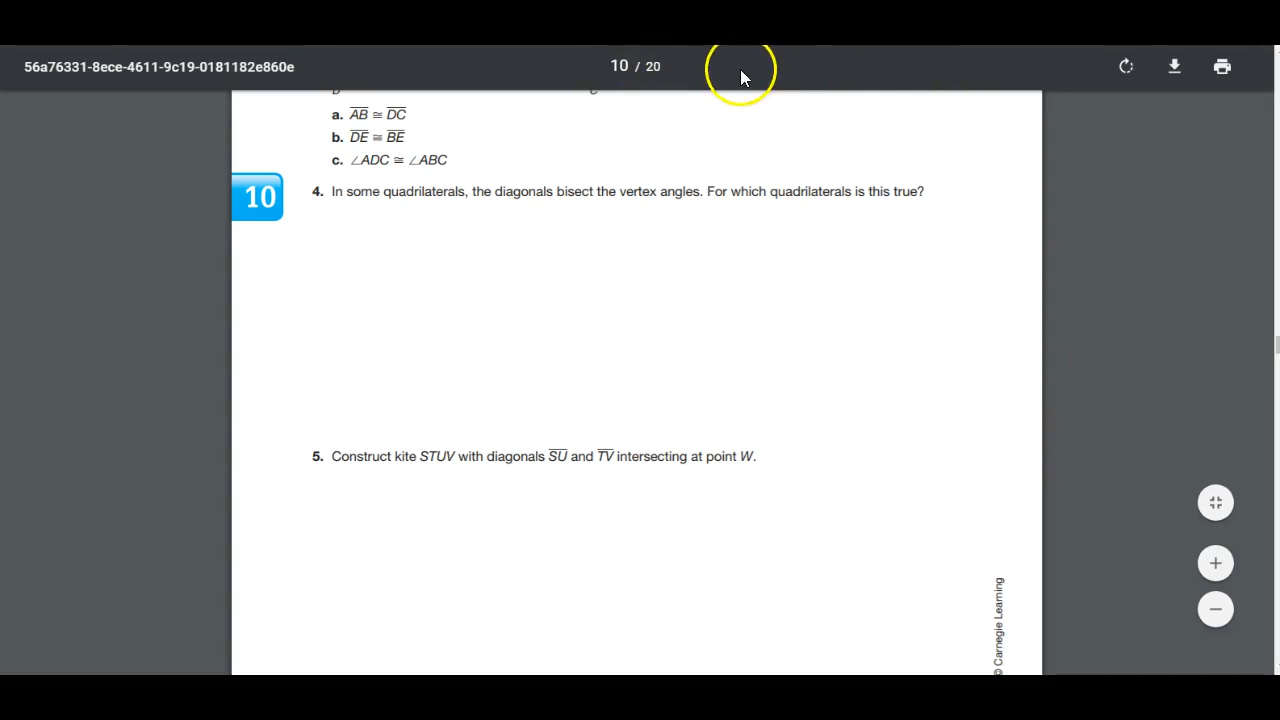 56a76331-8ece-4611-9c19-0181182e860e
10 / 20
a. AB ≅ DC
b. DE ≅ BE
c. ∠ADC ≅ ∠ABC
10
4. In some quadrilaterals, the diagonals bisect the vertex angles. For which quadrilaterals is this true?
5. Construct kite STUV with diagonals SU and TV intersecting at point W.
© Carnegie Learning